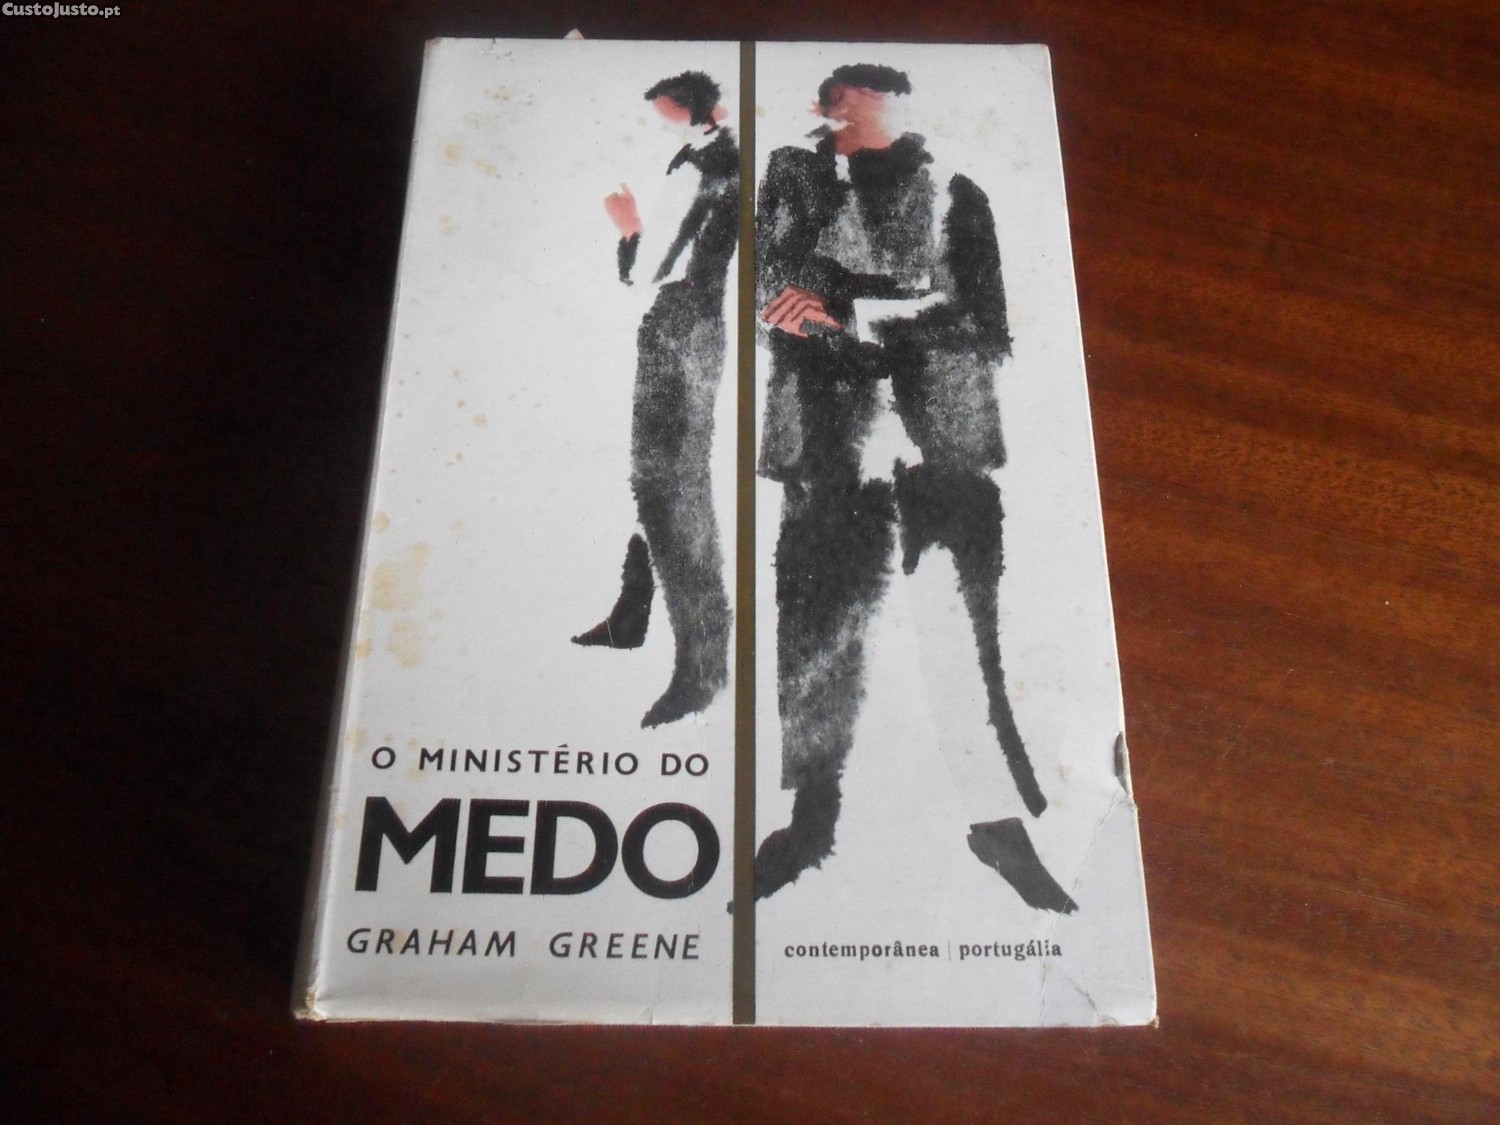 CustoJusto.pt
O MINISTÉRIO DO
MEDO
GRAHAM GREENE
contemporânea | portugália